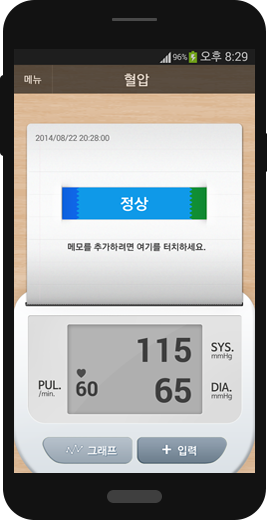 96% 오후 8:29
메뉴 혈압
2014/08/22 20:28:00
정상
메모를 추가하려면 여기를 터치하세요.
115 SYS. mmHg
PUL. /min. 60 65 DIA. mmHg
그래프 + 입력